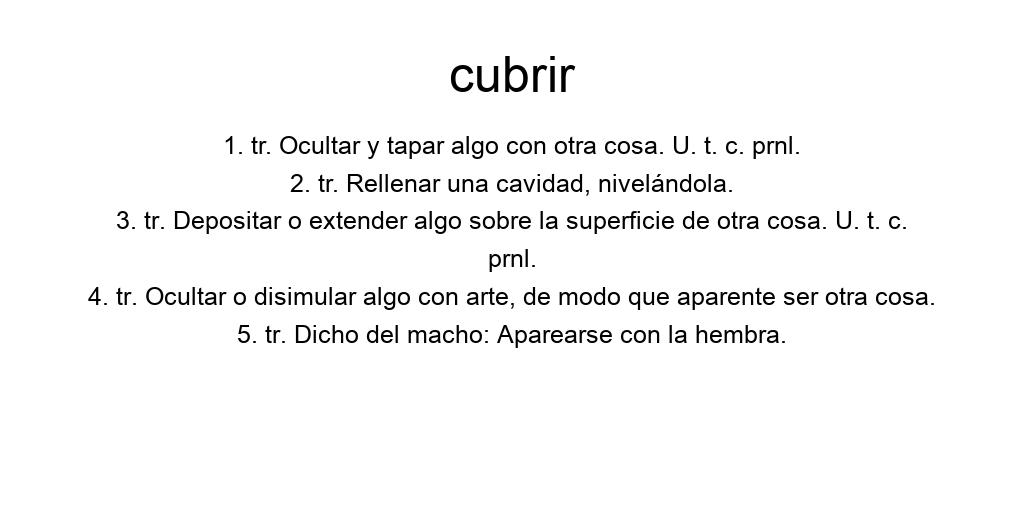 cubrir
1. tr. Ocultar y tapar algo con otra cosa. U. t. c. prnl.
2. tr. Rellenar una cavidad, nivelándola.
3. tr. Depositar o extender algo sobre la superficie de otra cosa. U. t. c.
prnl.
4. tr. Ocultar o disimular algo con arte, de modo que aparente ser otra cosa.
5. tr. Dicho del macho: Aparearse con la hembra.